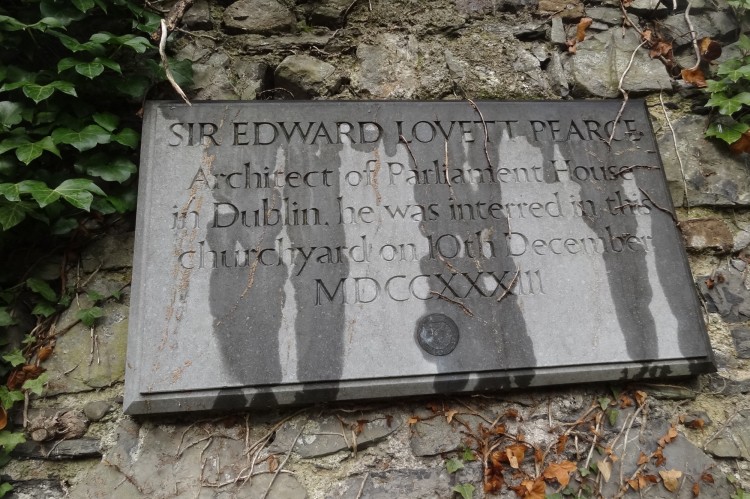 SIR EDWARD LOVETT PEARCE
Architect of Parliament House
in Dublin, he was interred in this
churchyard on 10th December
MDCCXXXIII